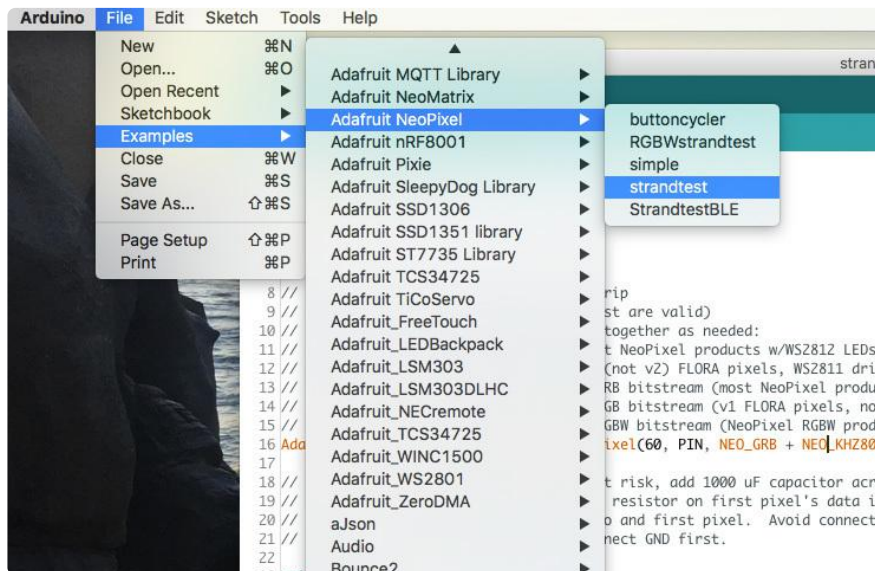 Arduino File Edit Sketch Tools Help
New ⌘N
Open... ⌘O
Open Recent ▶
Sketchbook ▶
Examples ▶
Close ⌘W
Save ⌘S
Save As... ⇧⌘S
Page Setup ⇧⌘P
Print ⌘P
▲
Adafruit MQTT Library ▶
Adafruit NeoMatrix ▶
Adafruit NeoPixel ▶
Adafruit nRF8001 ▶
Adafruit Pixie ▶
Adafruit SleepyDog Library ▶
Adafruit SSD1306 ▶
Adafruit SSD1351 library ▶
Adafruit ST7735 Library ▶
Adafruit TCS34725 ▶
Adafruit TiCoServo ▶
Adafruit_FreeTouch ▶
Adafruit_LEDBackpack ▶
Adafruit_LSM303 ▶
Adafruit_LSM303DLHC ▶
Adafruit_NECremote ▶
Adafruit_TCS34725 ▶
Adafruit_WINC1500 ▶
Adafruit_WS2801 ▶
Adafruit_ZeroDMA ▶
aJson ▶
Audio ▶
Bounce2
buttoncycler
RGBWstrandtest
simple
strandtest
StrandtestBLE
stran
8 // rip
9 // st are valid)
10 // together as needed:
11 // t NeoPixel products w/WS2812 LEDs
12 // (not v2) FLORA pixels, WS2811 dri
13 // RB bitstream (most NeoPixel produ
14 // GB bitstream (v1 FLORA pixels, no
15 // GBW bitstream (NeoPixel RGBW prod
16 Ada ixel(60, PIN, NEO_GRB + NEO_KHZ80
17
18 // t risk, add 1000 uF capacitor acr
19 // resistor on first pixel's data i
20 // o and first pixel. Avoid connect
21 // nect GND first.
22